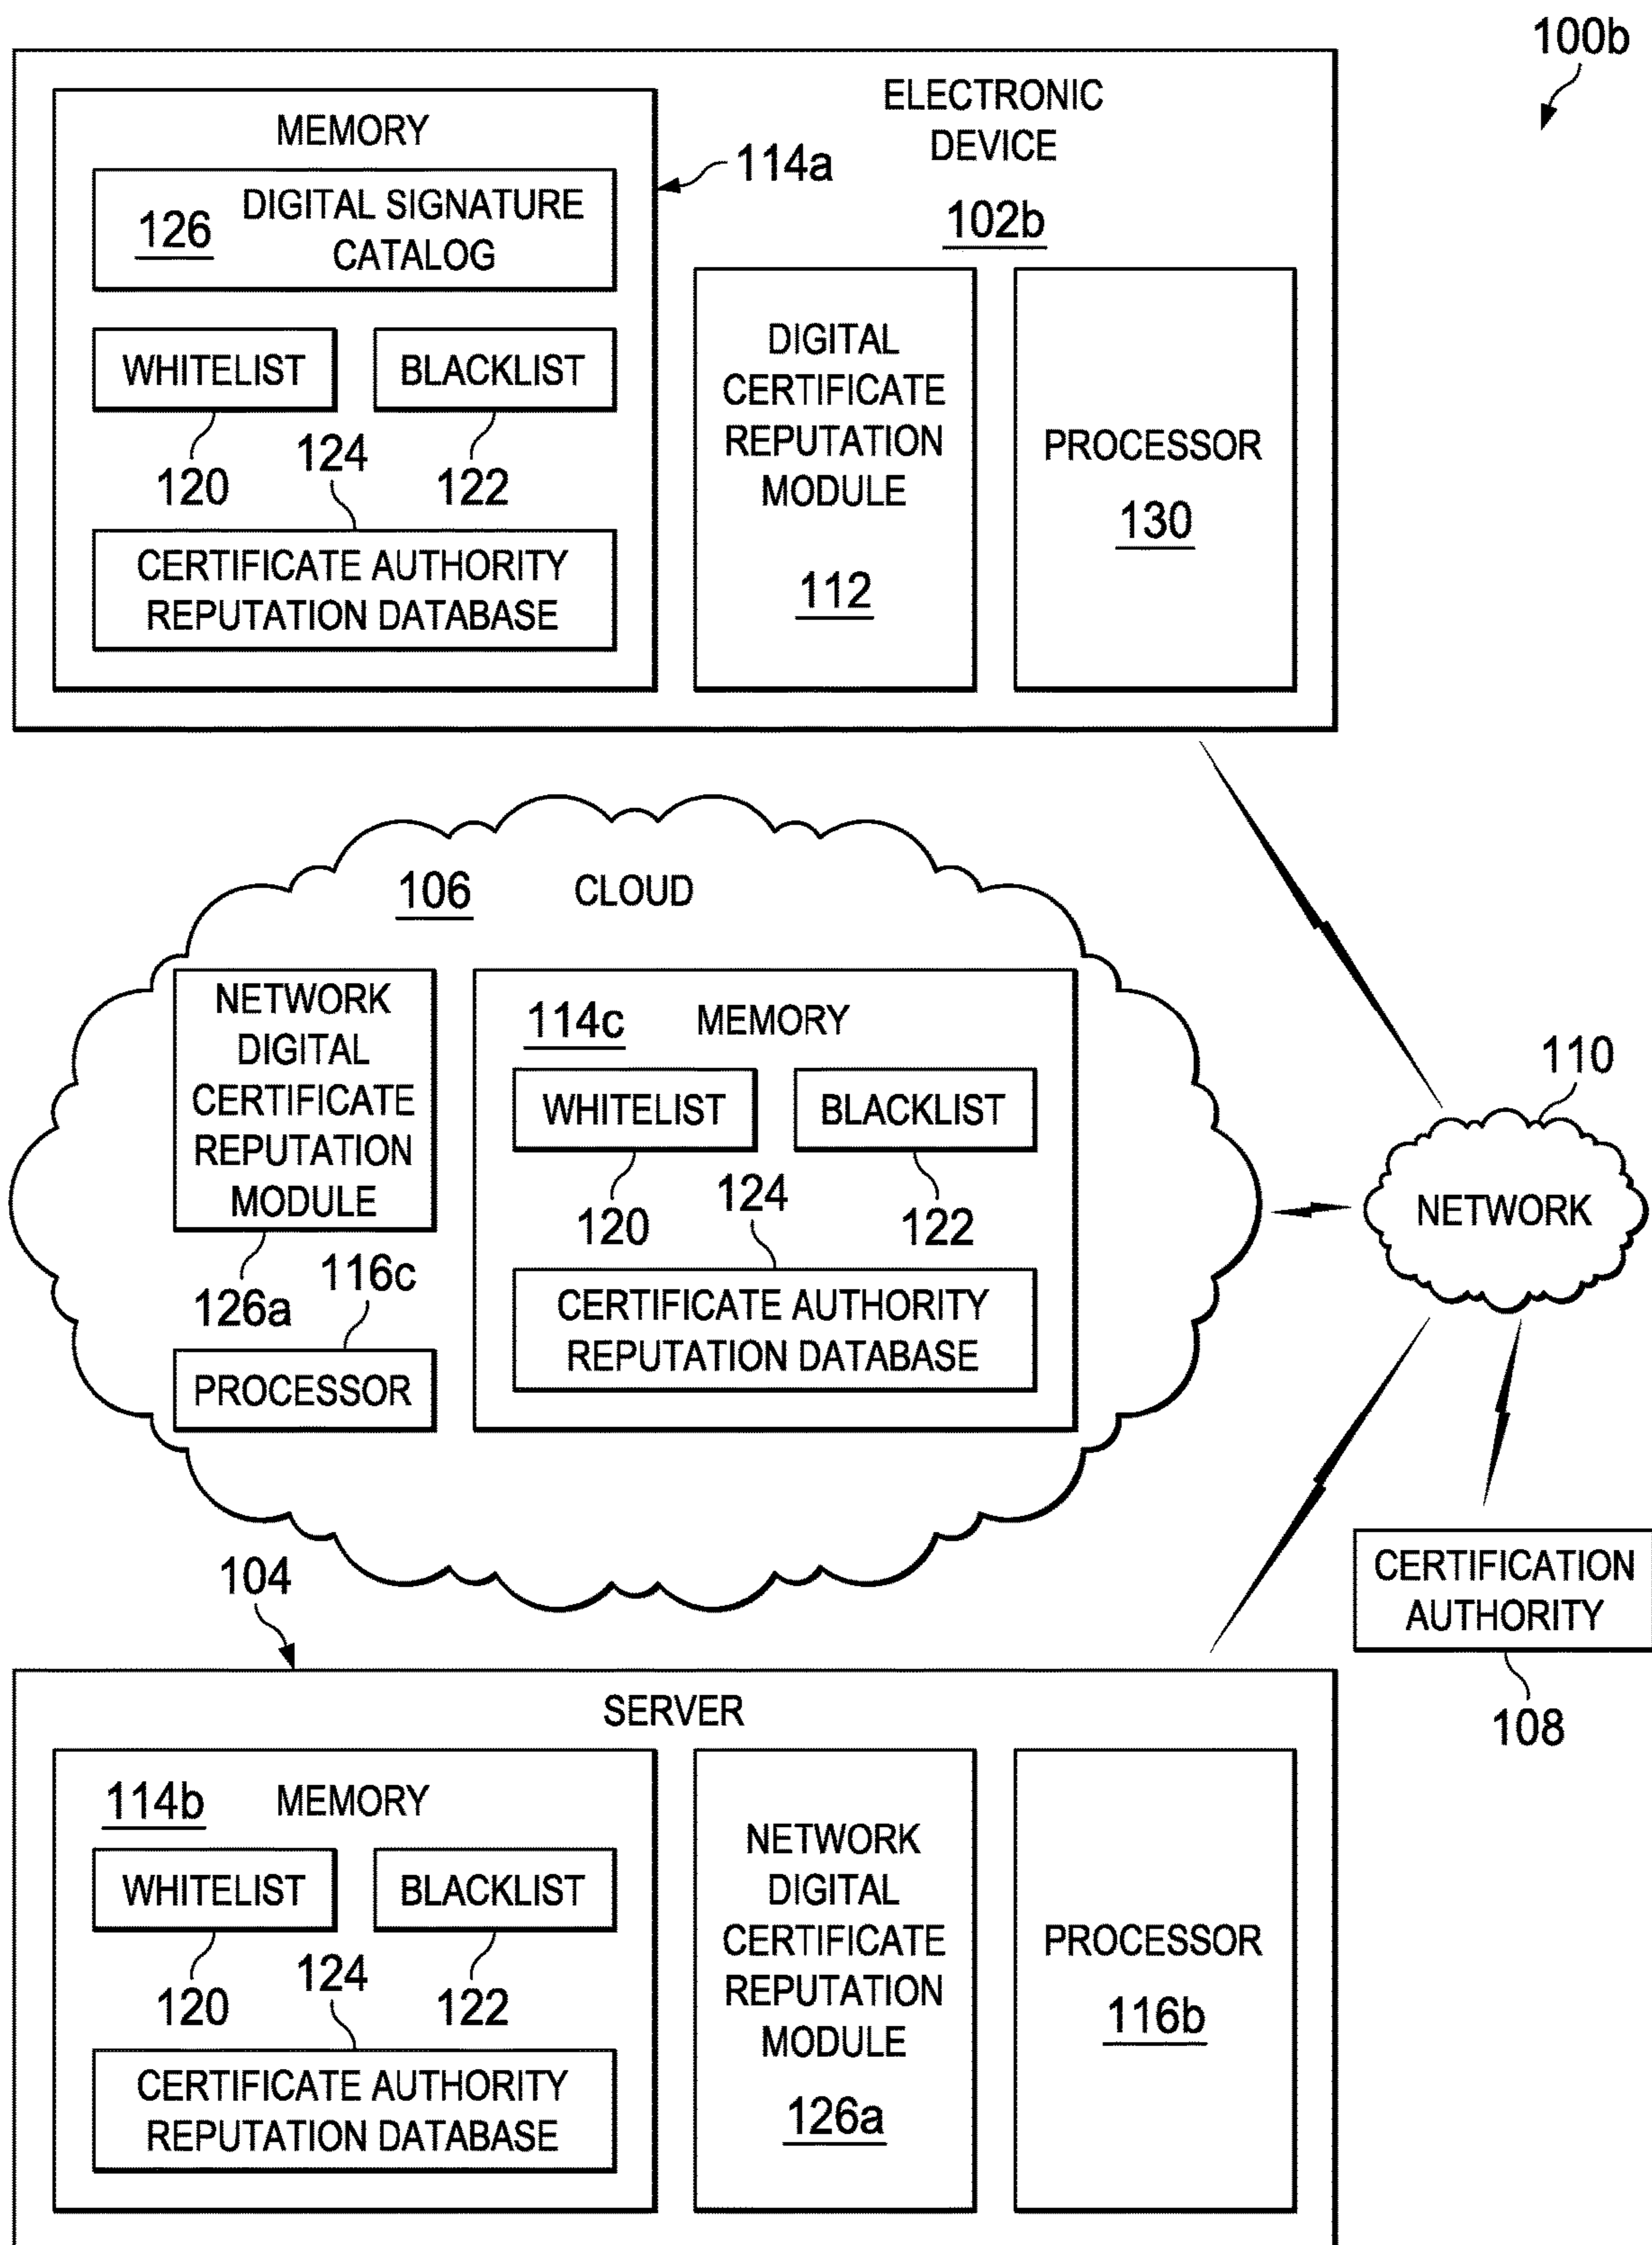 100b
ELECTRONIC
DEVICE
102b
MEMORY
114a
126
DIGITAL SIGNATURE
CATALOG
WHITELIST
BLACKLIST
120
124
122
CERTIFICATE AUTHORITY
REPUTATION DATABASE
DIGITAL
CERTIFICATE
REPUTATION
MODULE
112
PROCESSOR
130
106
CLOUD
NETWORK
DIGITAL
CERTIFICATE
REPUTATION
MODULE
126a
116c
PROCESSOR
114c
MEMORY
WHITELIST
BLACKLIST
120
124
122
CERTIFICATE AUTHORITY
REPUTATION DATABASE
110
NETWORK
CERTIFICATION
AUTHORITY
108
104
SERVER
114b
MEMORY
WHITELIST
BLACKLIST
120
124
122
CERTIFICATE AUTHORITY
REPUTATION DATABASE
NETWORK
DIGITAL
CERTIFICATE
REPUTATION
MODULE
126a
PROCESSOR
116b